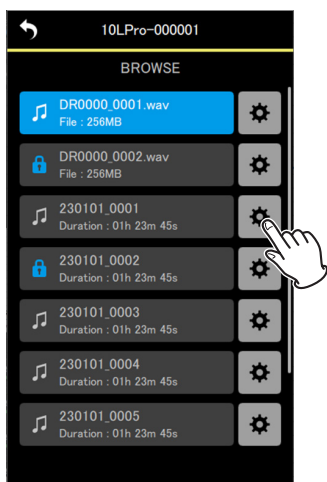 10LPro-000001
BROWSE
DR0000_0001.wav
File : 256MB
DR0000_0002.wav
File : 256MB
230101_0001
Duration : 01h 23m 45s
230101_0002
Duration : 01h 23m 45s
230101_0003
Duration : 01h 23m 45s
230101_0004
Duration : 01h 23m 45s
230101_0005
Duration : 01h 23m 45s